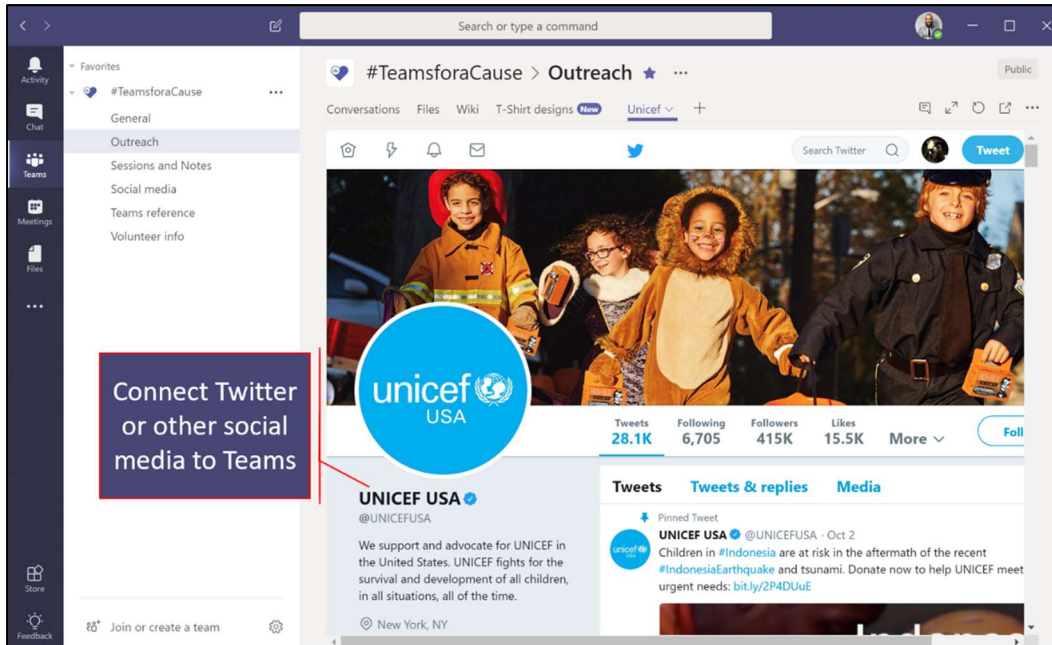 Search or type a command
Activity
Chat
Teams
Meetings
Files
Store
Feedback
Favorites
#TeamsforaCause
General
Outreach
Sessions and Notes
Social media
Teams reference
Volunteer info
Join or create a team
#TeamsforaCause > Outreach
Public
Conversations Files Wiki T-Shirt designs New Unicef
Search Twitter
Tweet
unicef
USA
Connect Twitter
or other social
media to Teams
Tweets Following Followers Likes
28.1K 6,705 415K 15.5K More
Foll
UNICEF USA
@UNICEFUSA
We support and advocate for UNICEF in
the United States. UNICEF fights for the
survival and development of all children,
in all situations, all of the time.
New York, NY
Tweets Tweets & replies Media
Pinned Tweet
UNICEF USA @UNICEFUSA · Oct 2
Children in #Indonesia are at risk in the aftermath of the recent
#IndonesiaEarthquake and tsunami. Donate now to help UNICEF meet
urgent needs: bit.ly/2P4DUuE